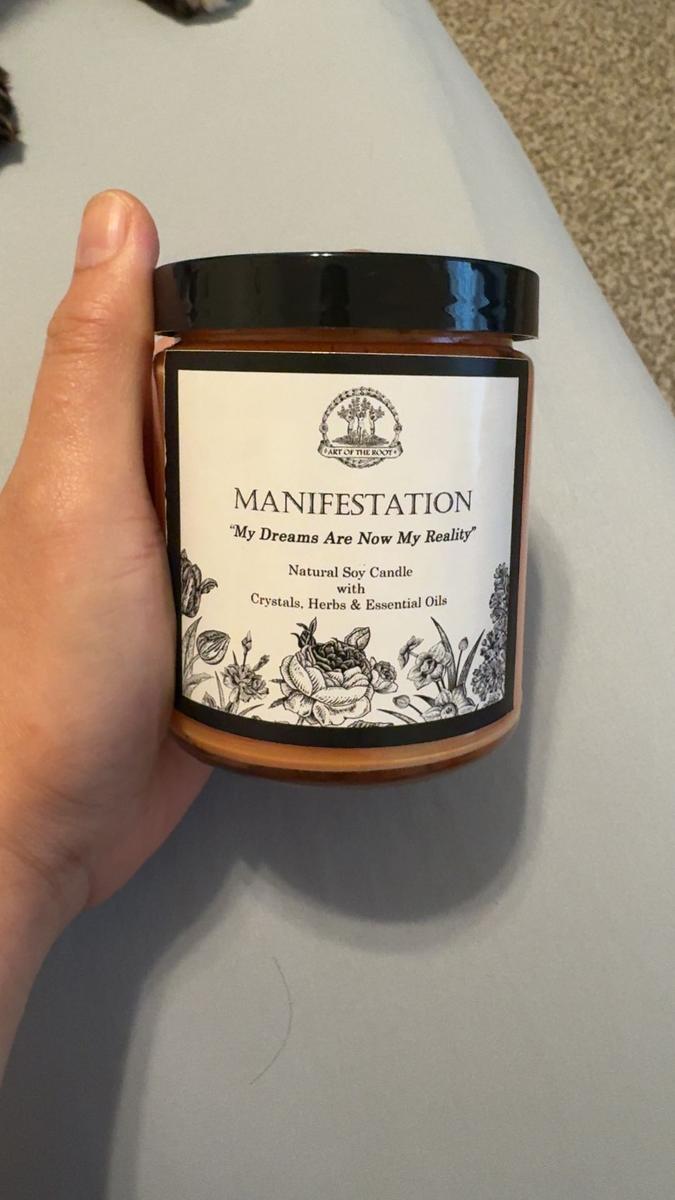 ART OF THE ROOT
MANIFESTATION
"My Dreams Are Now My Reality"
Natural Soy Candle
with
Crystals, Herbs & Essential Oils